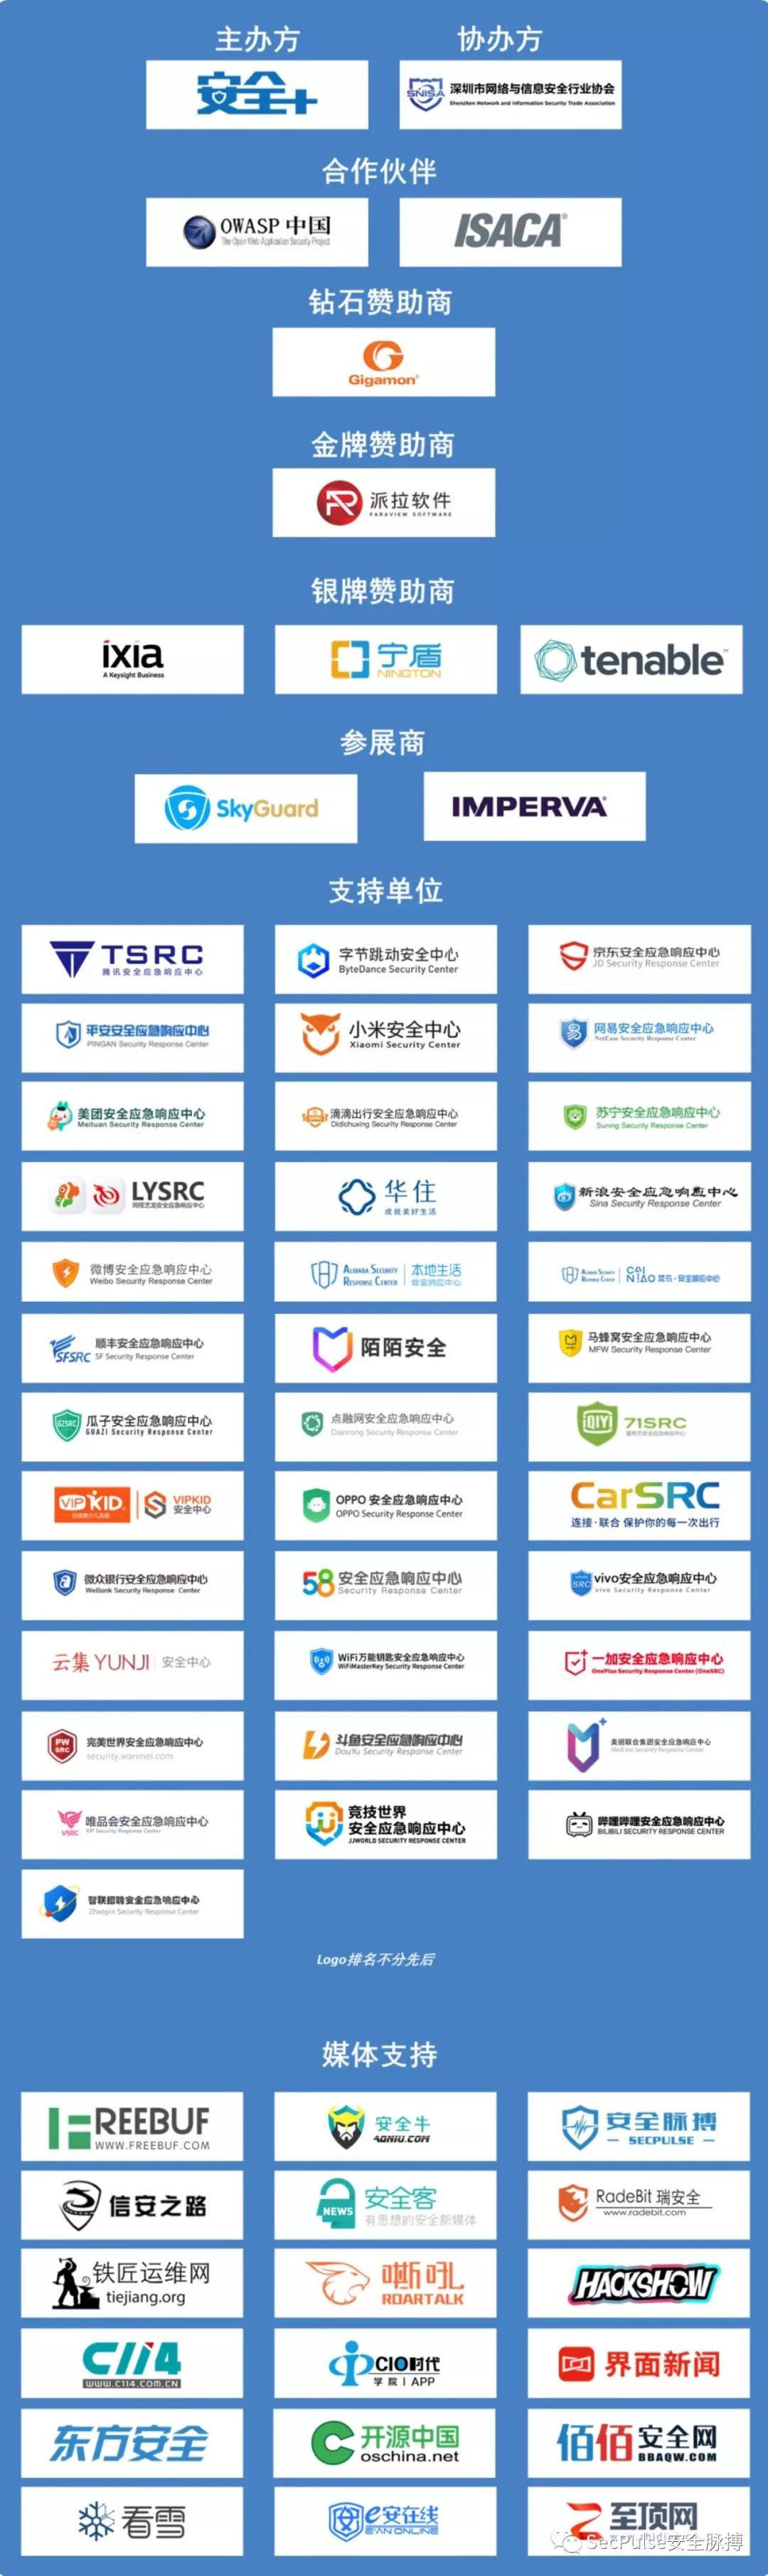 主办方
协办方
安全+
SNISA
深圳市网络与信息安全行业协会
Shenzhen Network and Information Security Trade Association
合作伙伴
OWASP 中国
The Open Web Application Security Project
ISACA®
钻石赞助商
Gigamon®
金牌赞助商
派拉软件
PARAVIEW SOFTWARE
银牌赞助商
ixia
A Keysight Business
宁盾
NINGTON
tenable™
参展商
SkyGuard
IMPERVA®
支持单位
TSRC
腾讯安全应急响应中心
字节跳动安全中心
ByteDance Security Center
京东安全应急响应中心
JD Security Response Center
平安安全应急响应中心
PINGAN Security Response Center
小米安全中心
Xiaomi Security Center
网易安全应急响应中心
NetEase Security Response Center
美团安全应急响应中心
Meituan Security Response Center
滴滴出行安全应急响应中心
Didichuxing Security Response Center
苏宁安全应急响应中心
Suning Security Response Center
LYSRC
同程艺龙安全应急响应中心
华住
成就美好生活
新浪安全应急响应中心
Sina Security Response Center
微博安全应急响应中心
Weibo Security Response Center
ALIBABA SECURITY
RESPONSE CENTER
本地生活
安全响应中心
ALIBABA SECURITY
RESPONSE CENTER
CAI
NIAO 菜鸟·安全响应中心
SFSRC
顺丰安全应急响应中心
SF Security Response Center
陌陌安全
马蜂窝安全应急响应中心
MFW Security Response Center
GZSRC
瓜子安全应急响应中心
GUAZI Security Response Center
点融网安全应急响应中心
Dianrong Security Response Center
iQIYI
71SRC
爱奇艺安全应急响应中心
VIPKID
VIPKID
安全中心
OPPO 安全应急响应中心
OPPO Security Response Center
CarSRC
连接·联合 保护你的每一次出行
微众银行安全应急响应中心
WeBank Security Response Center
58
安全应急响应中心
Security Response Center
SRC
vivo安全应急响应中心
vivo Security Response Center
云集 YUNJI
安全中心
WiFi万能钥匙安全应急响应中心
WiFiMasterKey Security Response Center
一加安全应急响应中心
OnePlus Security Response Center (OneSRC)
PW
SRC
完美世界安全应急响应中心
security.wanmei.com
斗鱼安全应急响应中心
DouYu Security Response Center
美丽联合集团安全应急响应中心
Meili Inc Security Response Center
VSRC
唯品会安全应急响应中心
VIP Security Response Center
竞技世界
安全应急响应中心
JJWORLD SECURITY RESPONSE CENTER
哔哩哔哩安全应急响应中心
BILIBILI SECURITY RESPONSE CENTER
智联招聘安全应急响应中心
Zhaopin Security Response Center
Logo排名不分先后
媒体支持
FREEBUF
WWW.FREEBUF.COM
安全牛
AQNIU.COM
安全脉搏
SECPULSE
信安之路
NEWS
安全客
有思想的安全新媒体
RadeBit 瑞安全
www.radebit.com
铁匠运维网
tiejiang.org
嘶吼
ROARTALK
HACKSHOW
C114
WWW.C114.COM.CN
CIO时代
学院 | APP
界面新闻
东方安全
开源中国
oschina.net
佰佰安全网
BBAQW.COM
看雪
e安在线
E'AN ONLINE
至顶网
SecPulse安全脉搏